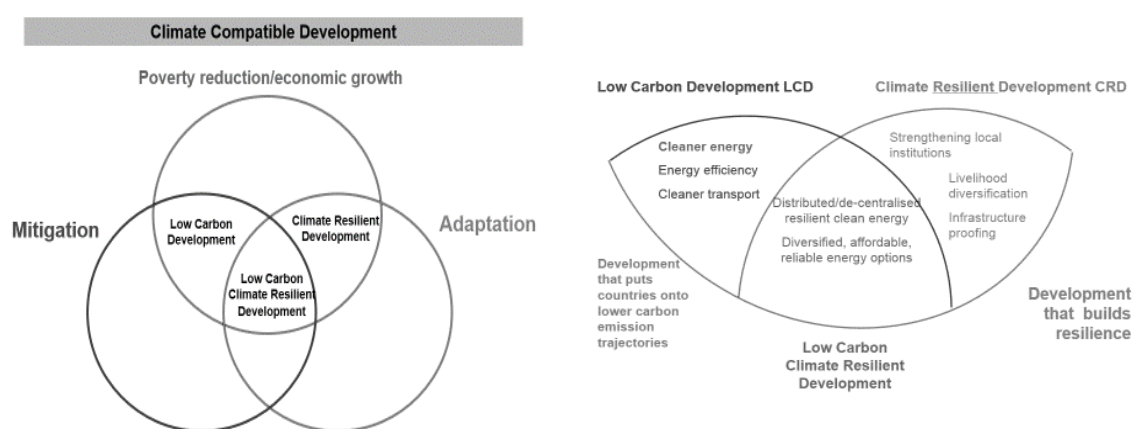 Climate Compatible Development
Poverty reduction/economic growth
Mitigation
Adaptation
Low Carbon
Development
Climate Resilient
Development
Low Carbon
Climate Resilient
Development
Low Carbon Development LCD
Climate Resilient Development CRD
Cleaner energy
Energy efficiency
Cleaner transport
Strengthening local
institutions
Livelihood
diversification
Infrastructure
proofing
Distributed/de-centralised
resilient clean energy
Diversified, affordable,
reliable energy options
Development
that puts
countries onto
lower carbon
emission
trajectories
Development
that builds
resilience
Low Carbon
Climate Resilient
Development